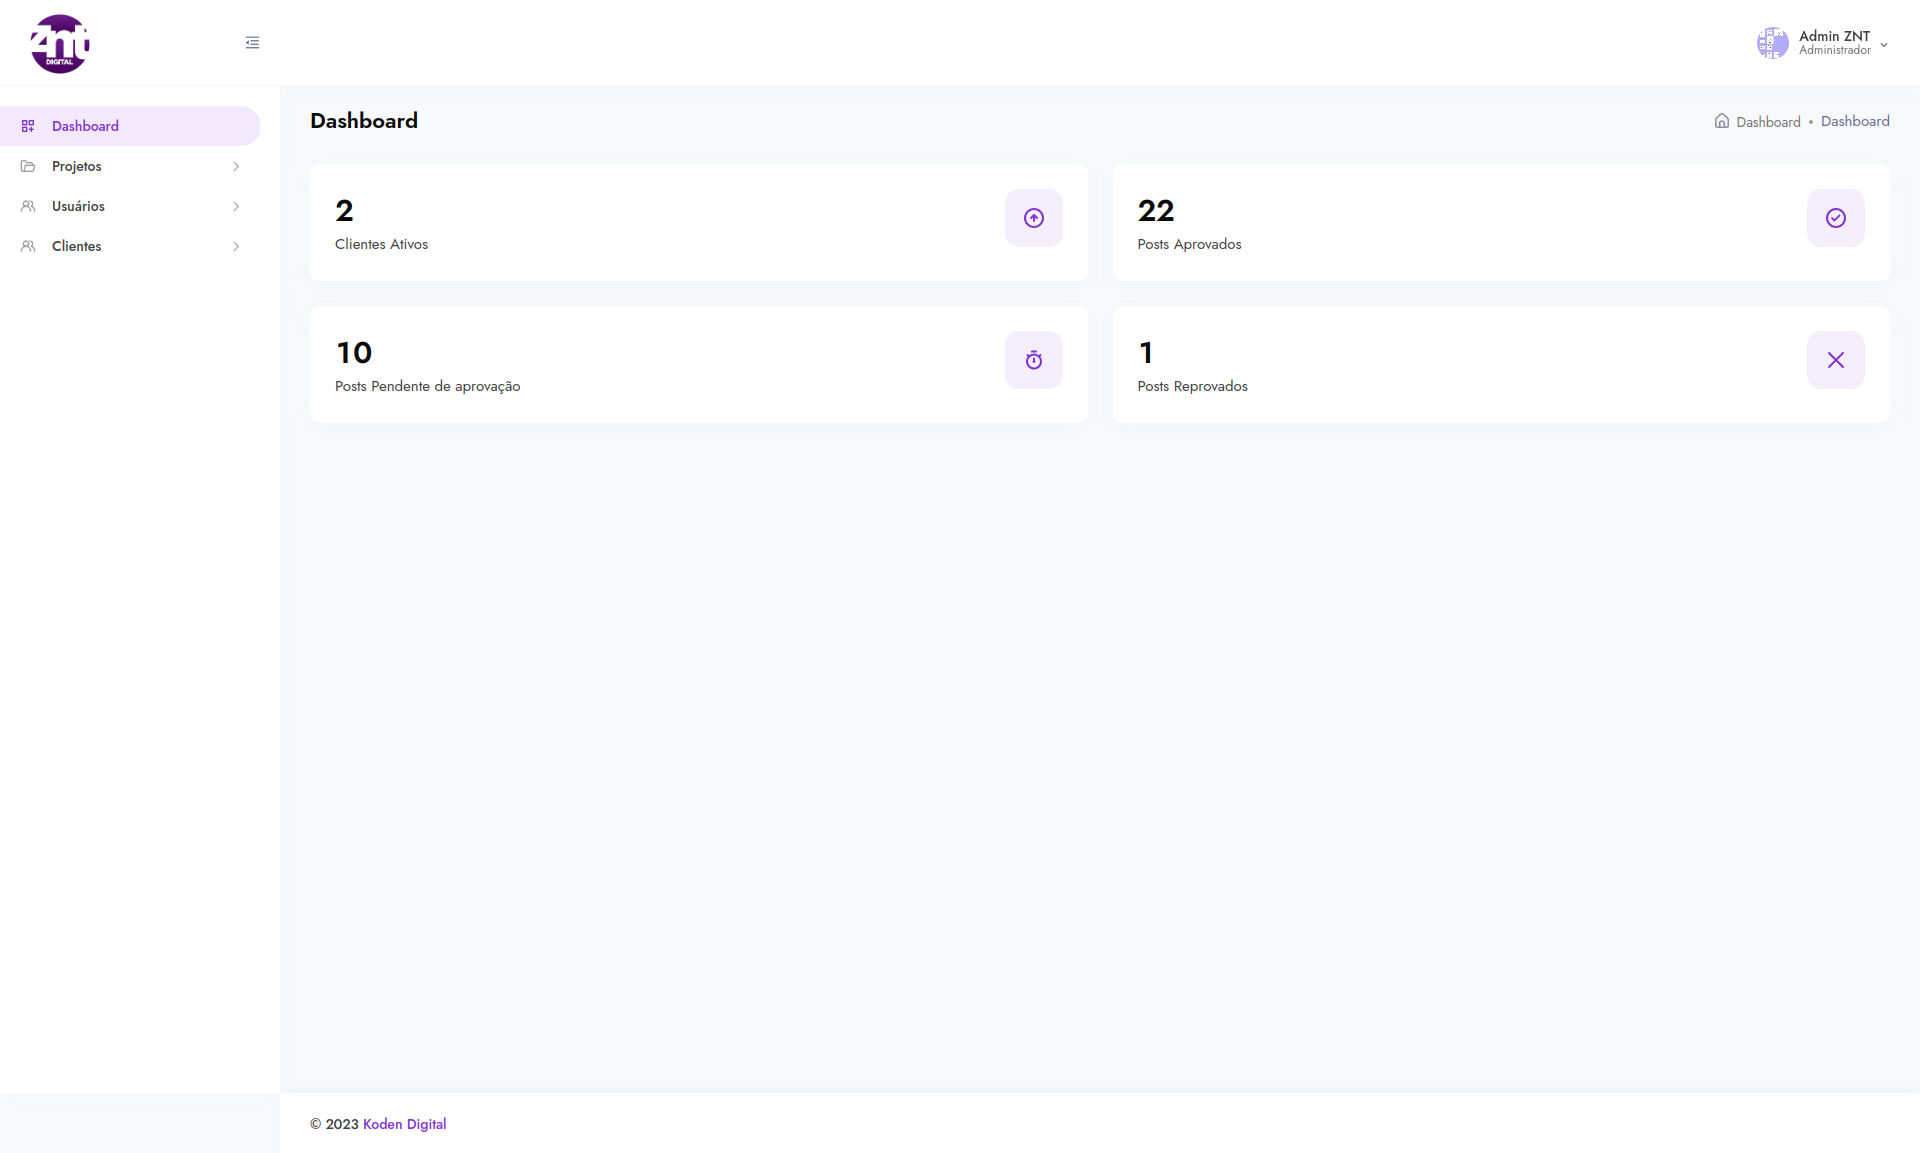 znt
DIGITAL
Admin ZNT
Administrador
Dashboard
Projetos
Usuários
Clientes
Dashboard
Dashboard • Dashboard
2
Clientes Ativos
22
Posts Aprovados
10
Posts Pendente de aprovação
1
Posts Reprovados
© 2023 Koden Digital